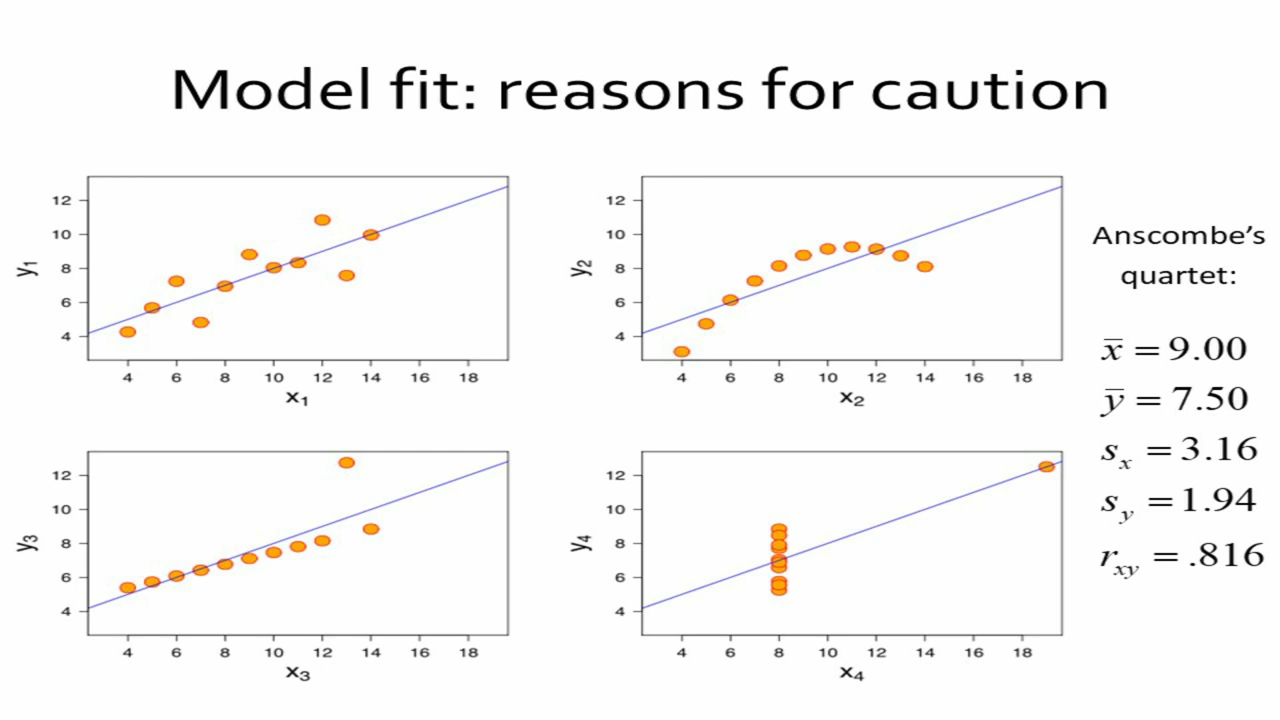 Model fit: reasons for caution
12
10
8
6
4
y1
4 6 8 10 12 14 16 18
x1
12
10
8
6
4
y2
4 6 8 10 12 14 16 18
x2
Anscombe’s
quartet:
x̅ = 9.00
y̅ = 7.50
sx = 3.16
sy = 1.94
rxy = .816
12
10
8
6
4
y3
4 6 8 10 12 14 16 18
x3
12
10
8
6
4
y4
4 6 8 10 12 14 16 18
x4